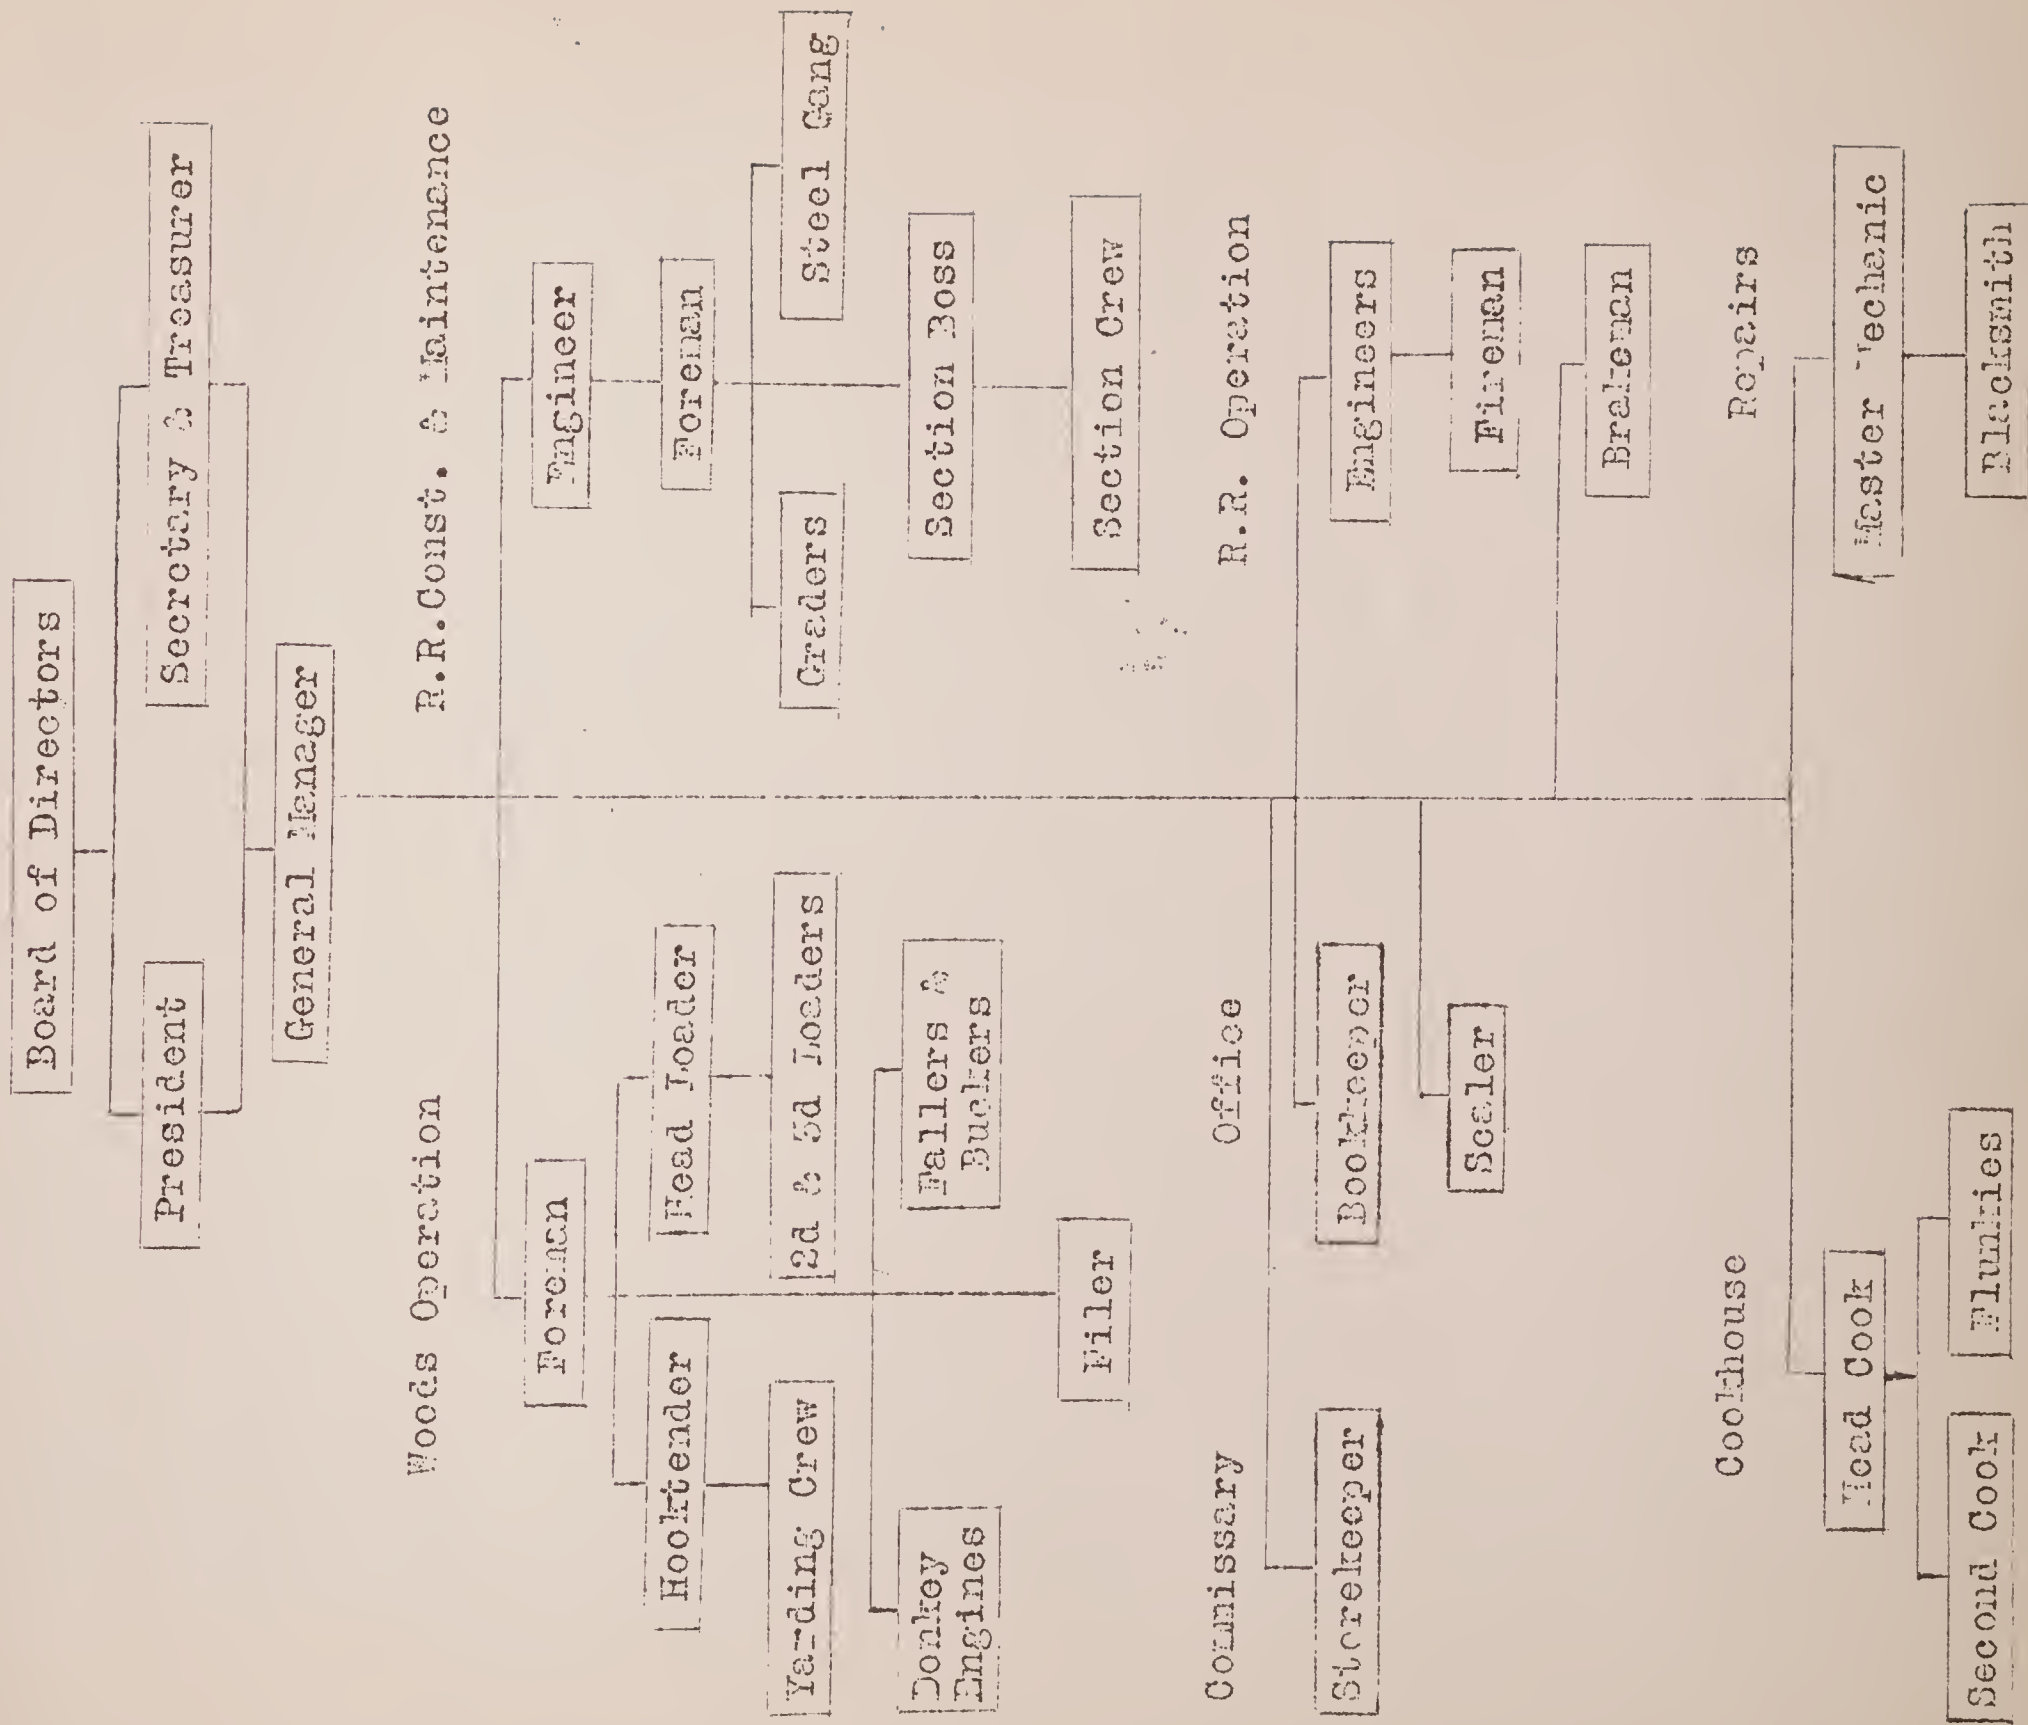 Board of Directors
President
Secretary & Treasurer
General Manager
Woods Operation
R.R.Const. & Maintenance
Foreman
Engineer
Hooktender
Head Loader
Foreman
Yarding Crew
2d & 3d Loaders
Graders
Steel Gang
Donkey
Engines
Fallers &
Buckers
Section Boss
Filer
Section Crew
Commissary
Office
R.R. Operation
Storekeeper
Bookkeeper
Engineers
Scaler
Fireman
Brakeman
Cookhouse
Repairs
Head Cook
Master Mechanic
Second Cook
Flunkies
Blacksmith